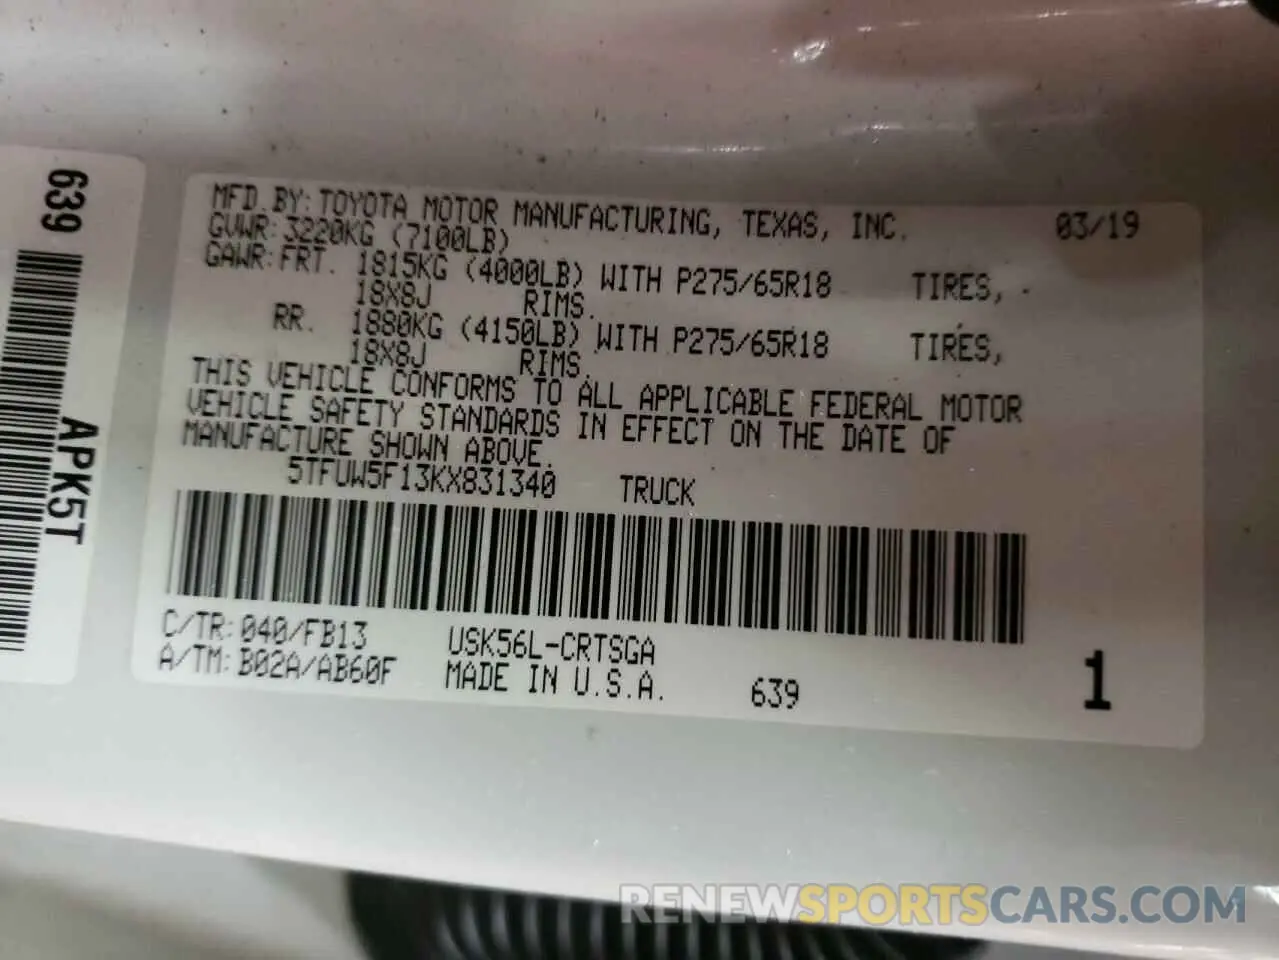 639
APK5T
MFD.BY: TOYOTA MOTOR MANUFACTURING, TEXAS, INC. 03/19
GVWR: 3220KG (7100LB)
GAWR: FRT. 1815KG (4000LB) WITH P275/65R18 TIRES,
18X8J RIMS.
RR. 1880KG (4150LB) WITH P275/65R18 TIRES,
18X8J RIMS.
THIS VEHICLE CONFORMS TO ALL APPLICABLE FEDERAL MOTOR
VEHICLE SAFETY STANDARDS IN EFFECT ON THE DATE OF
MANUFACTURE SHOWN ABOVE.
5TFUW5F13KX831340 TRUCK
C/TR: 040/FB13 USK56L-CRTSGA
A/TM: B02A/AB60F MADE IN U.S.A. 639 1
RENEWSPORTSCARS.COM